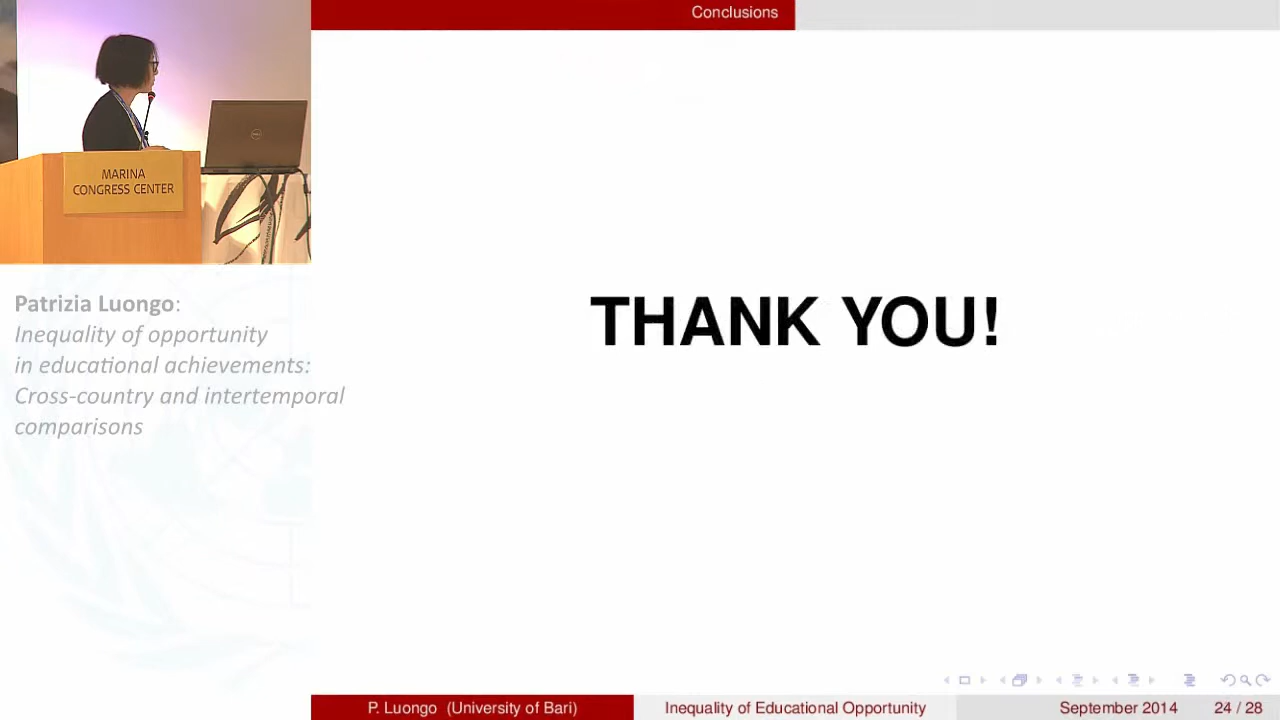 Conclusions
MARINA
CONGRESS CENTER
Patrizia Luongo:
Inequality of opportunity
in educational achievements:
Cross-country and intertemporal
comparisons
THANK YOU!
P. Luongo (University of Bari)
Inequality of Educational Opportunity
September 2014
24 / 28